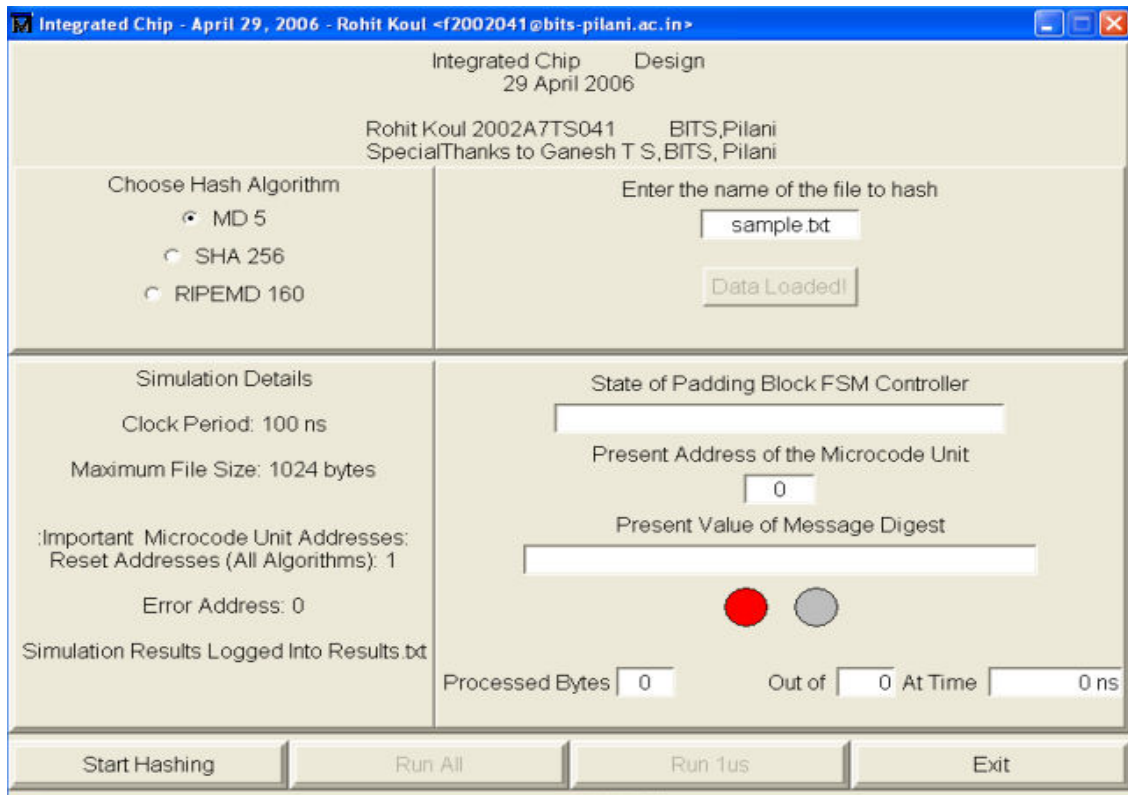 Integrated Chip - April 29, 2006 - Rohit Koul <f2002041@bits-pilani.ac.in>
Integrated Chip Design
29 April 2006
Rohit Koul 2002A7TS041 BITS,Pilani
SpecialThanks to Ganesh T S,BITS, Pilani
Choose Hash Algorithm
MD 5
SHA 256
RIPEMD 160
Enter the name of the file to hash
sample.txt
Data Loaded!
Simulation Details
Clock Period: 100 ns
Maximum File Size: 1024 bytes
:Important Microcode Unit Addresses:
Reset Addresses (All Algorithms): 1
Error Address: 0
Simulation Results Logged Into Results.txt
State of Padding Block FSM Controller
Present Address of the Microcode Unit
0
Present Value of Message Digest
Processed Bytes 0 Out of 0 At Time 0 ns
Start Hashing Run All Run 1us Exit